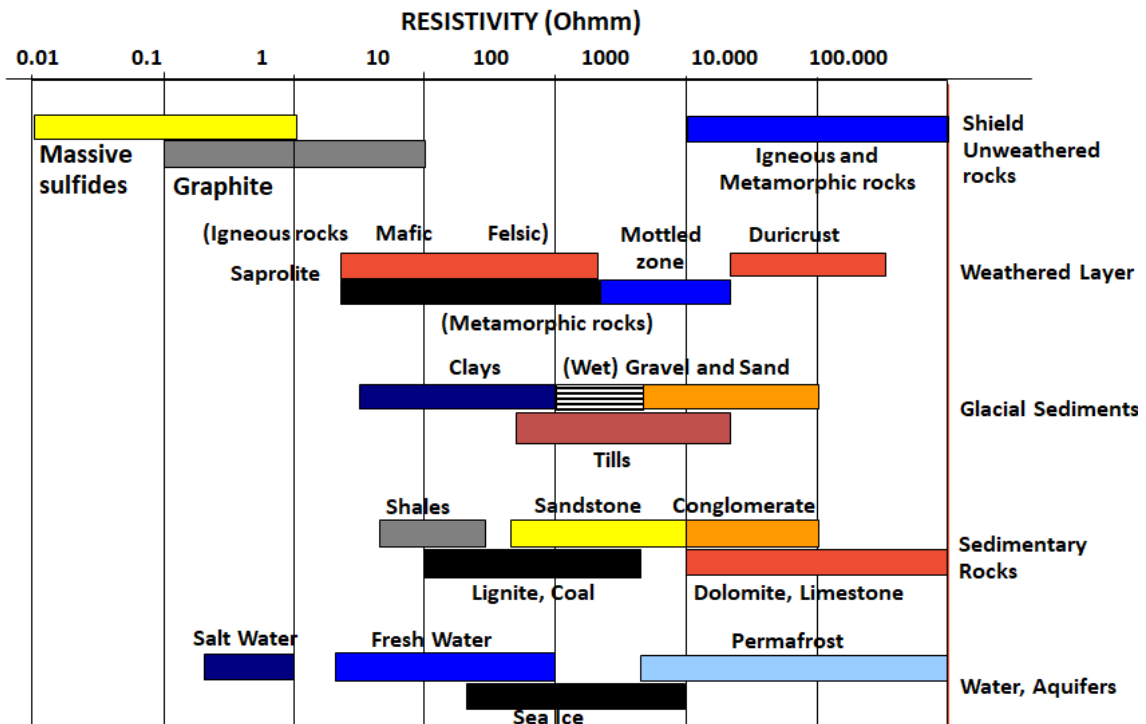 RESISTIVITY (Ohmm)
0.01 0.1 1 10 100 1000 10.000 100.000
Massive
sulfides
Graphite
Igneous and
Metamorphic rocks
Shield
Unweathered
rocks
(Igneous rocks Mafic Felsic)
Saprolite
Mottled
zone
Duricrust
(Metamorphic rocks)
Weathered Layer
Clays
(Wet) Gravel and Sand
Tills
Glacial Sediments
Shales
Sandstone
Conglomerate
Lignite, Coal
Dolomite, Limestone
Sedimentary
Rocks
Salt Water
Fresh Water
Permafrost
Sea Ice
Water, Aquifers